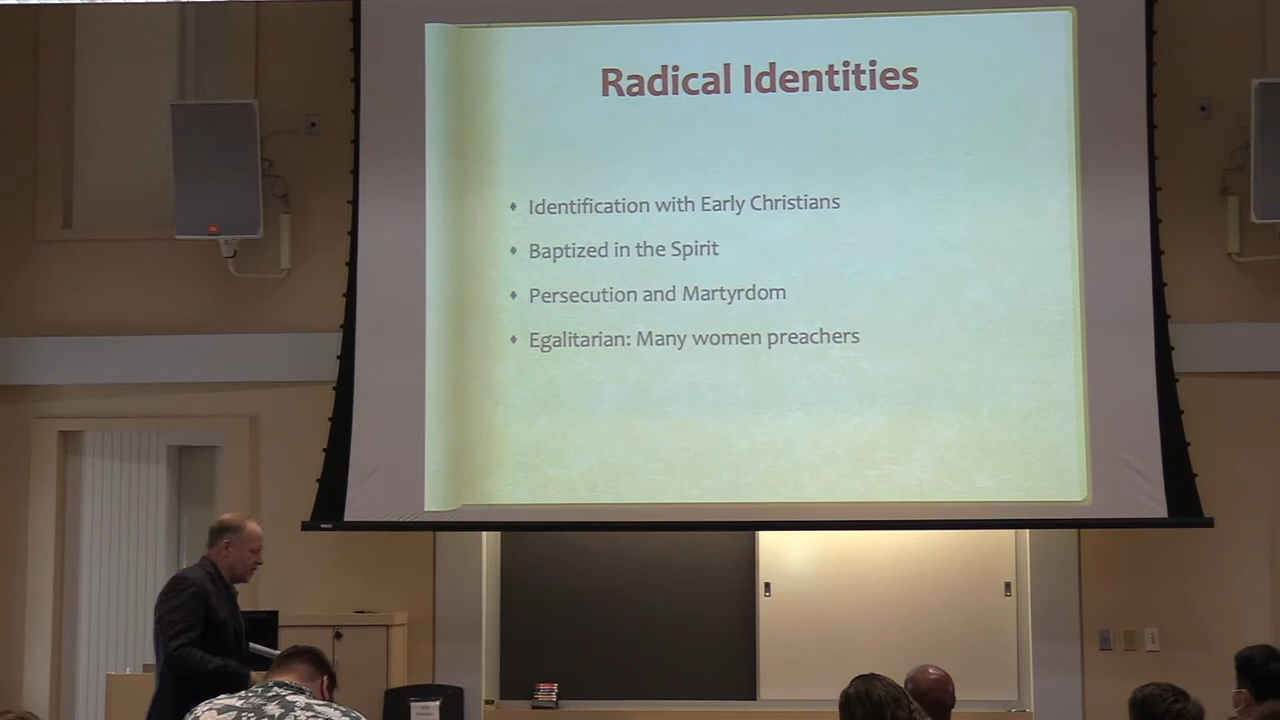 Radical Identities
Identification with Early Christians
Baptized in the Spirit
Persecution and Martyrdom
Egalitarian: Many women preachers